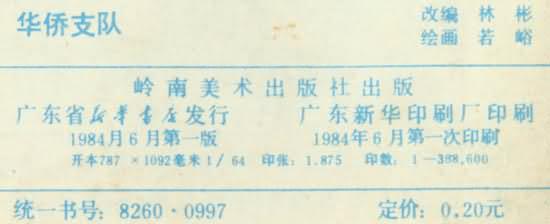 华侨支队
改编 林 彬
绘画 若 峪
岭南美术出版社出版
广东省新华书店发行 广东新华印刷厂印刷
1984月6月第一版 1984年6月第一次印刷
开本787×1092毫米1/64 印张:1.875 印数:1—388,600
统一书号:8260·0997 定价:0.20元